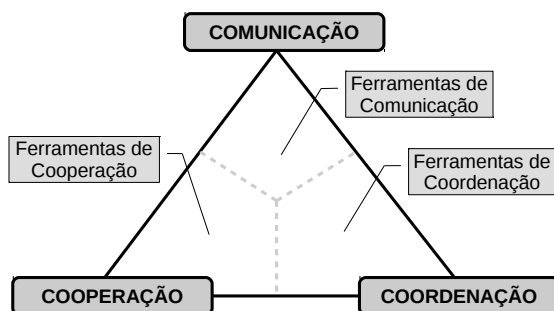 COMUNICAÇÃO
Ferramentas de
Comunicação
Ferramentas de
Cooperação
Ferramentas de
Coordenação
COOPERAÇÃO
COORDENAÇÃO